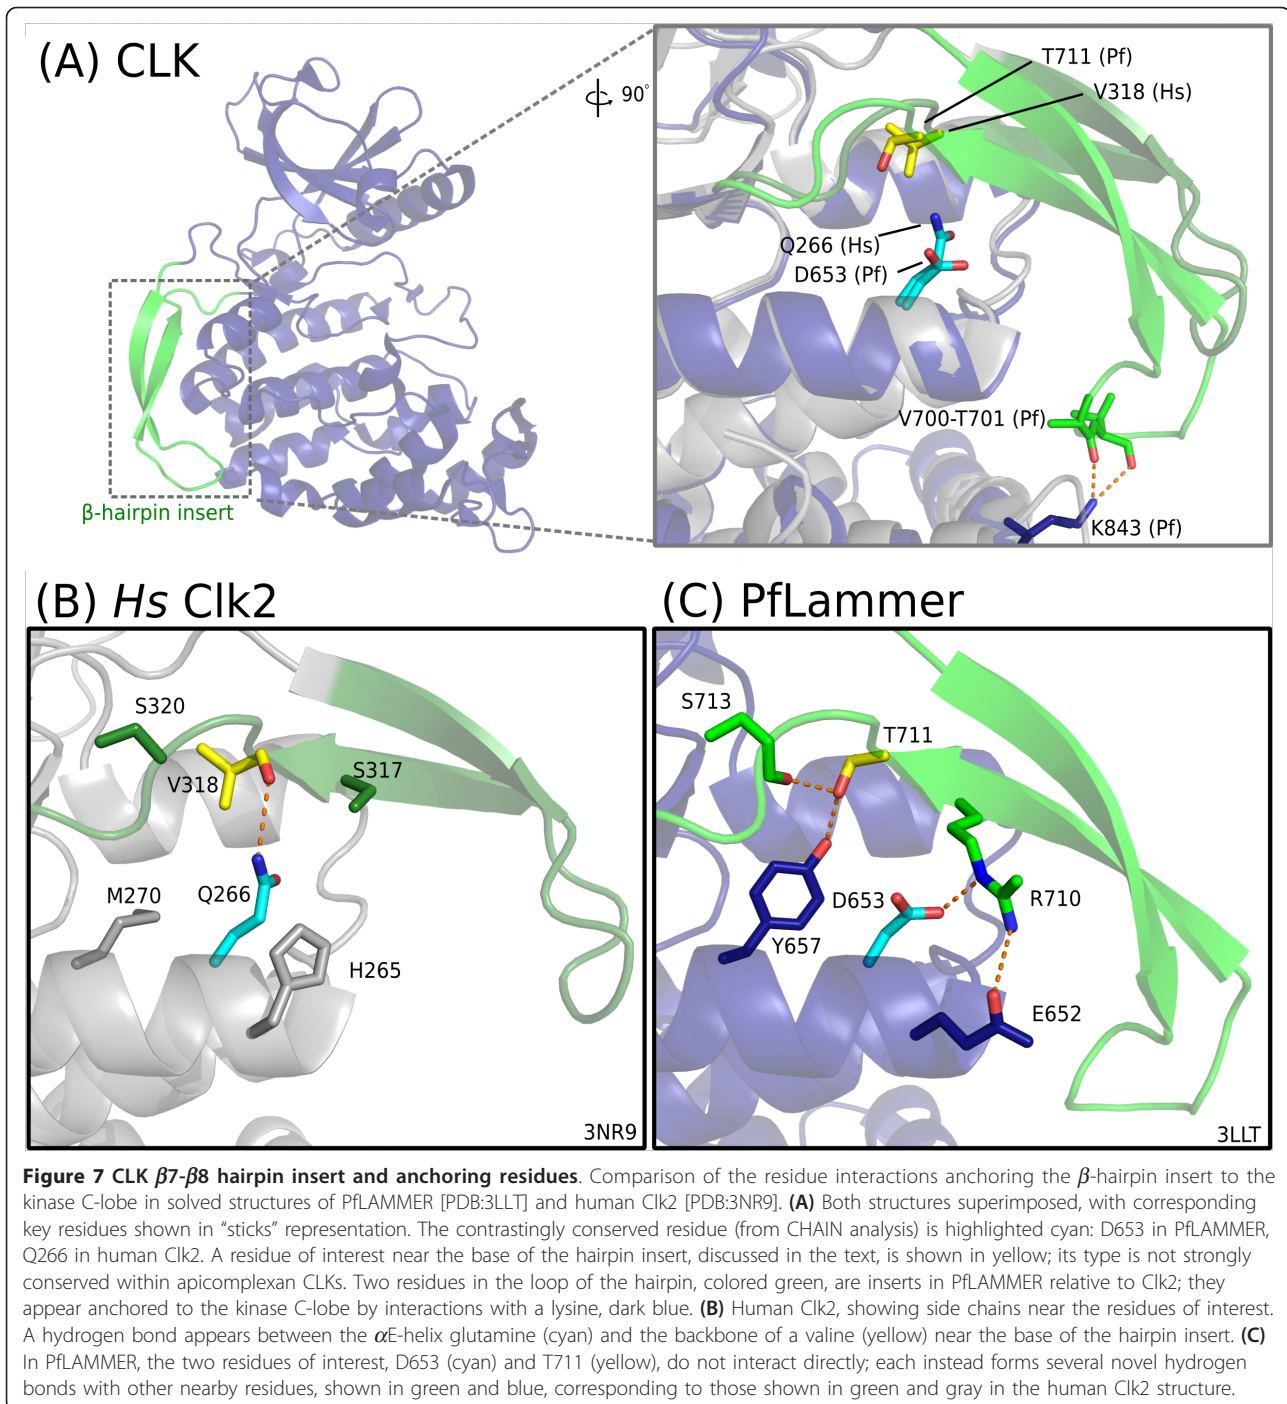 (A) CLK
90°
β-hairpin insert
T711 (Pf)
V318 (Hs)
Q266 (Hs)
D653 (Pf)
V700-T701 (Pf)
K843 (Pf)
(B) Hs Clk2
S320
V318
S317
M270
Q266
H265
3NR9
(C) PfLammer
S713
T711
D653
R710
Y657
E652
3LLT
Figure 7 CLK β7-β8 hairpin insert and anchoring residues. Comparison of the residue interactions anchoring the β-hairpin insert to the
kinase C-lobe in solved structures of PfLAMMER [PDB:3LLT] and human Clk2 [PDB:3NR9]. (A) Both structures superimposed, with corresponding
key residues shown in “sticks” representation. The contrastingly conserved residue (from CHAIN analysis) is highlighted cyan: D653 in PfLAMMER,
Q266 in human Clk2. A residue of interest near the base of the hairpin insert, discussed in the text, is shown in yellow; its type is not strongly
conserved within apicomplexan CLKs. Two residues in the loop of the hairpin, colored green, are inserts in PfLAMMER relative to Clk2; they
appear anchored to the kinase C-lobe by interactions with a lysine, dark blue. (B) Human Clk2, showing side chains near the residues of interest.
A hydrogen bond appears between the αE-helix glutamine (cyan) and the backbone of a valine (yellow) near the base of the hairpin insert. (C)
In PfLAMMER, the two residues of interest, D653 (cyan) and T711 (yellow), do not interact directly; each instead forms several novel hydrogen
bonds with other nearby residues, shown in green and blue, corresponding to those shown in green and gray in the human Clk2 structure.